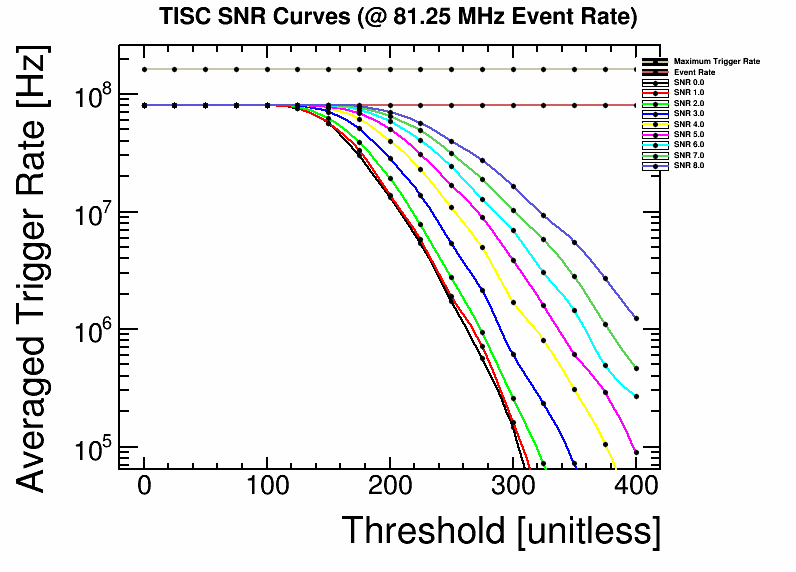 TISC SNR Curves (@ 81.25 MHz Event Rate)
Averaged Trigger Rate [Hz]
10^8
10^7
10^6
10^5
0 100 200 300 400
Threshold [unitless]
Maximum Trigger Rate
Event Rate
SNR 0.0
SNR 1.0
SNR 2.0
SNR 3.0
SNR 4.0
SNR 5.0
SNR 6.0
SNR 7.0
SNR 8.0